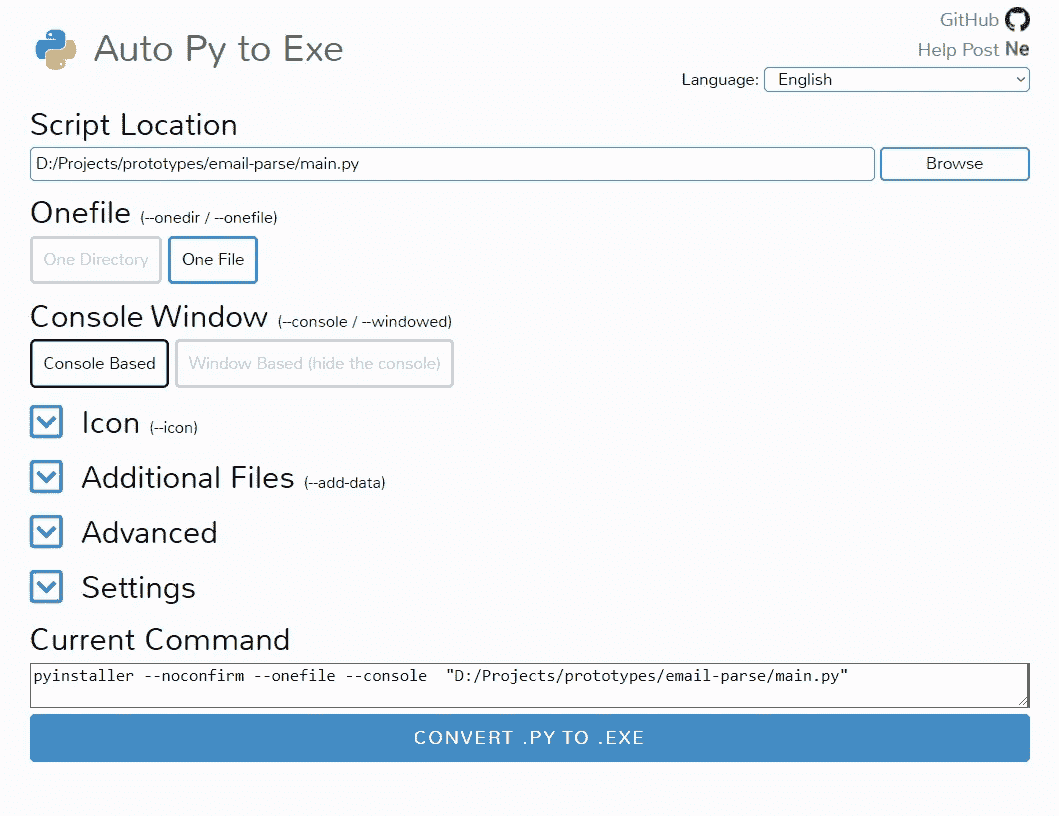 GitHub
Auto Py to Exe
Help Post Ne
Language: English
Script Location
D:/Projects/prototypes/email-parse/main.py Browse
Onefile (--onedir / --onefile)
One Directory One File
Console Window (--console / --windowed)
Console Based Window Based (hide the console)
Icon (--icon)
Additional Files (--add-data)
Advanced
Settings
Current Command
pyinstaller --noconfirm --onefile --console  "D:/Projects/prototypes/email-parse/main.py"
CONVERT .PY TO .EXE